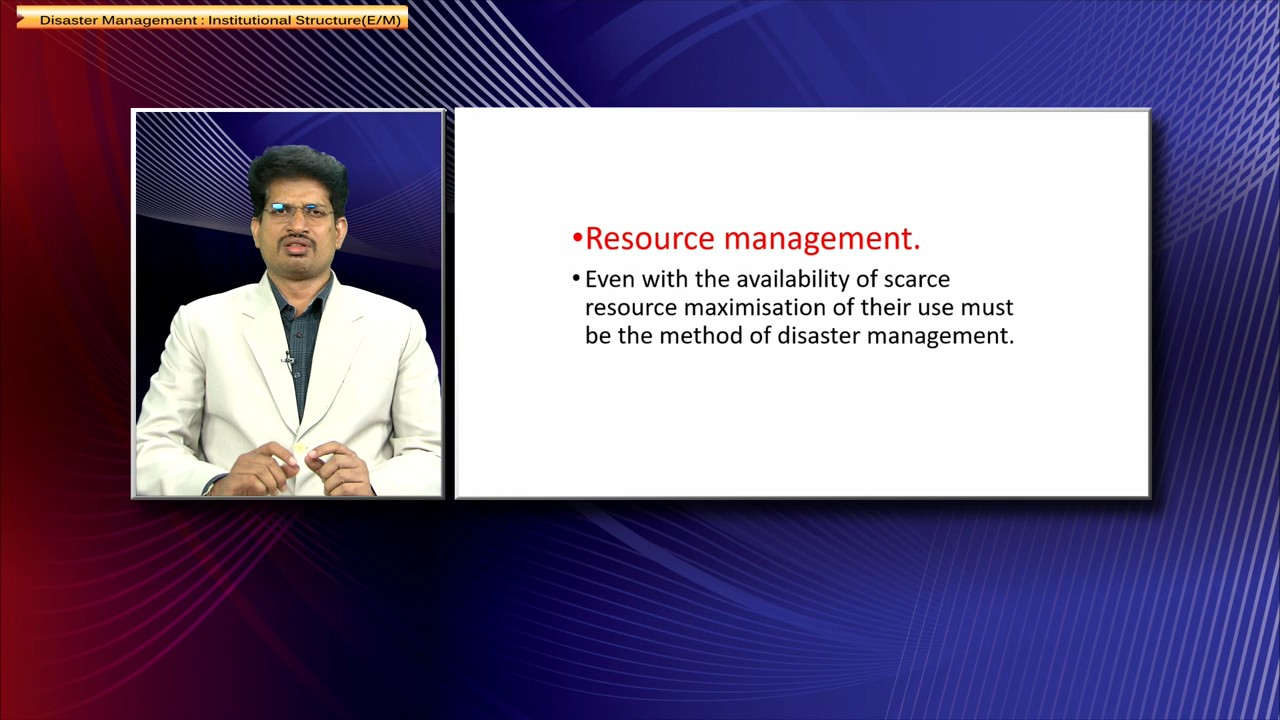 Disaster Management : Institutional Structure(E/M)
•Resource management.
• Even with the availability of scarce
resource maximisation of their use must
be the method of disaster management.